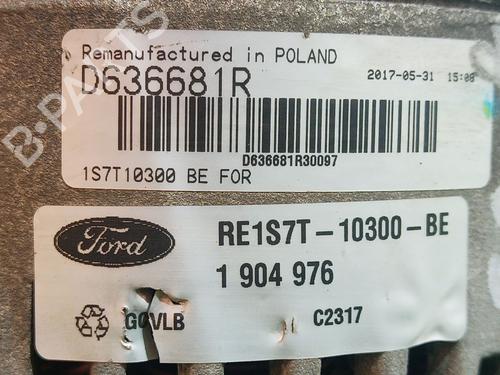 Remanufactured in POLAND
D636681R 2017-05-31 15:08
D636681R30097
1S7T10300 BE FOR
Ford RE1S7T-10300-BE
1 904 976
GOVLB C2317
B-PARTS